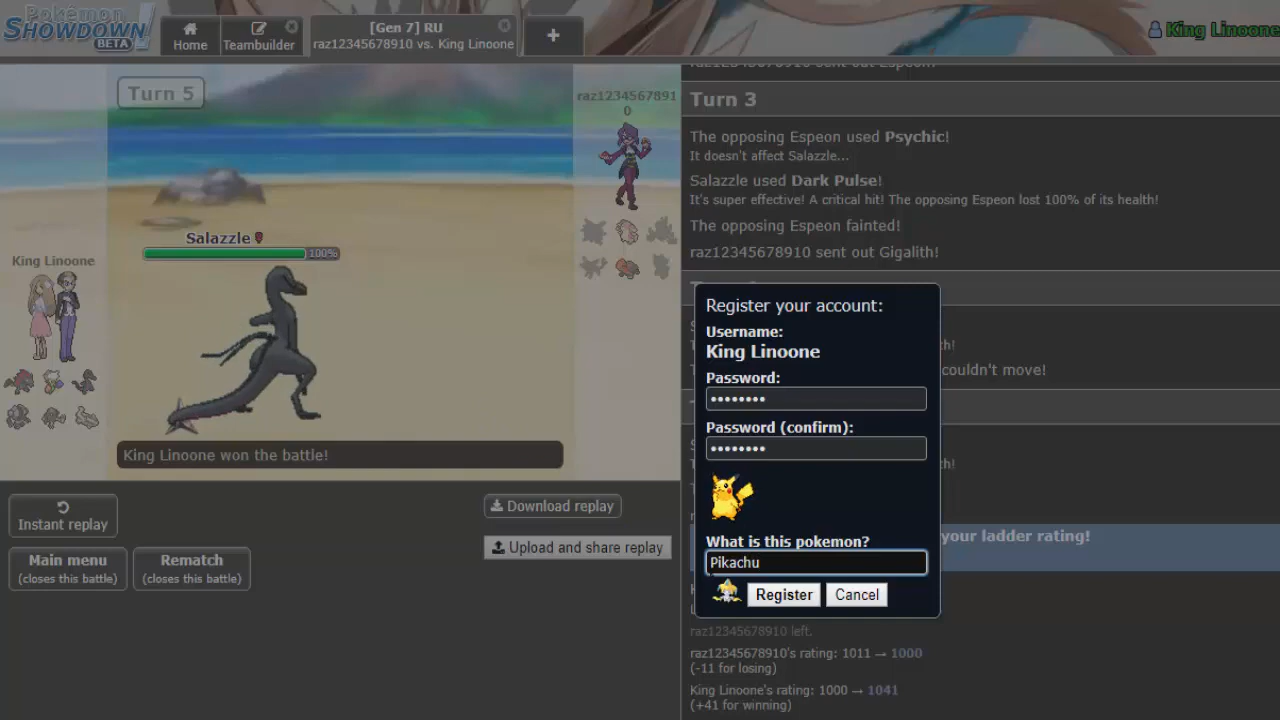 Pokémon
SHOWDOWN!
BETA
Home
Teambuilder
[Gen 7] RU
raz12345678910 vs. King Linoone
+
King Linoone
Turn 5
raz1234567891
0
Salazzle
100%
King Linoone
King Linoone won the battle!
Instant replay
Main menu
(closes this battle)
Rematch
(closes this battle)
Download replay
Upload and share replay
raz12345678910 sent out Espeon!
Turn 3
The opposing Espeon used Psychic!
It doesn't affect Salazzle...
Salazzle used Dark Pulse!
It's super effective! A critical hit! The opposing Espeon lost 100% of its health!
The opposing Espeon fainted!
raz12345678910 sent out Gigalith!
couldn't move!
your ladder rating!
raz12345678910 left.
raz12345678910's rating: 1011 → 1000
(-11 for losing)
King Linoone's rating: 1000 → 1041
(+41 for winning)
Register your account:
Username:
King Linoone
Password:
••••••••
Password (confirm):
••••••••
What is this pokemon?
Pikachu
Register
Cancel